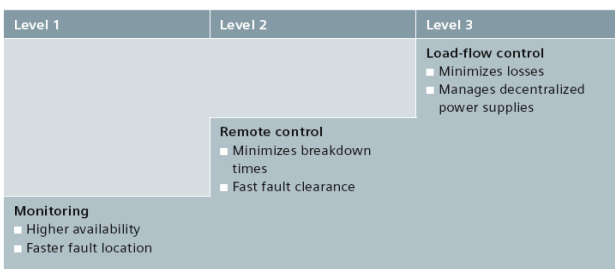 Level 1
Level 2
Level 3
Load-flow control
Minimizes losses
Manages decentralized
power supplies
Remote control
Minimizes breakdown
times
Fast fault clearance
Monitoring
Higher availability
Faster fault location